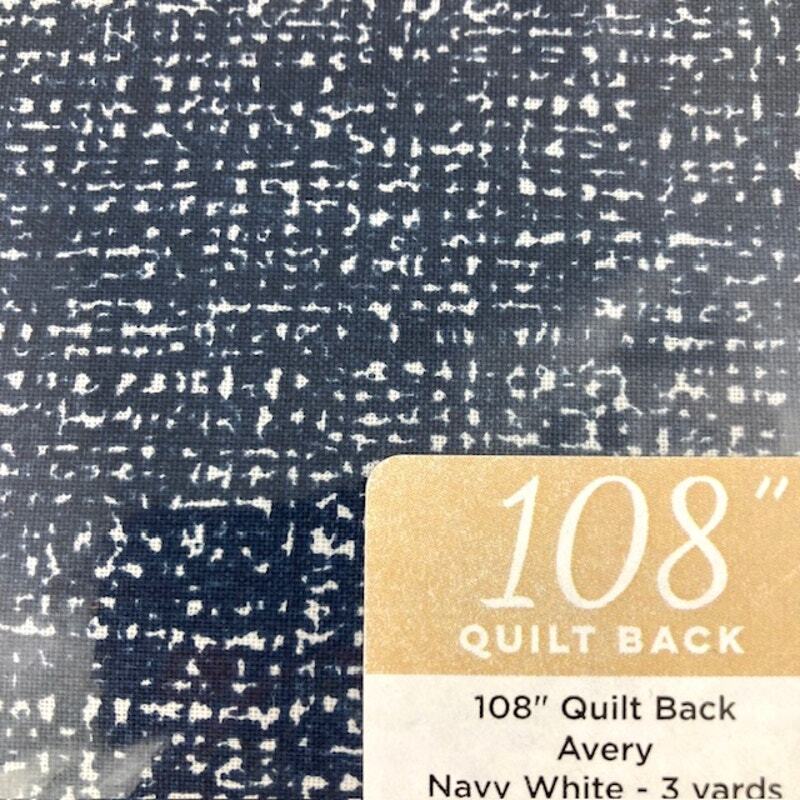 108"
QUILT BACK
108" Quilt Back
Avery
Navy White - 3 yards